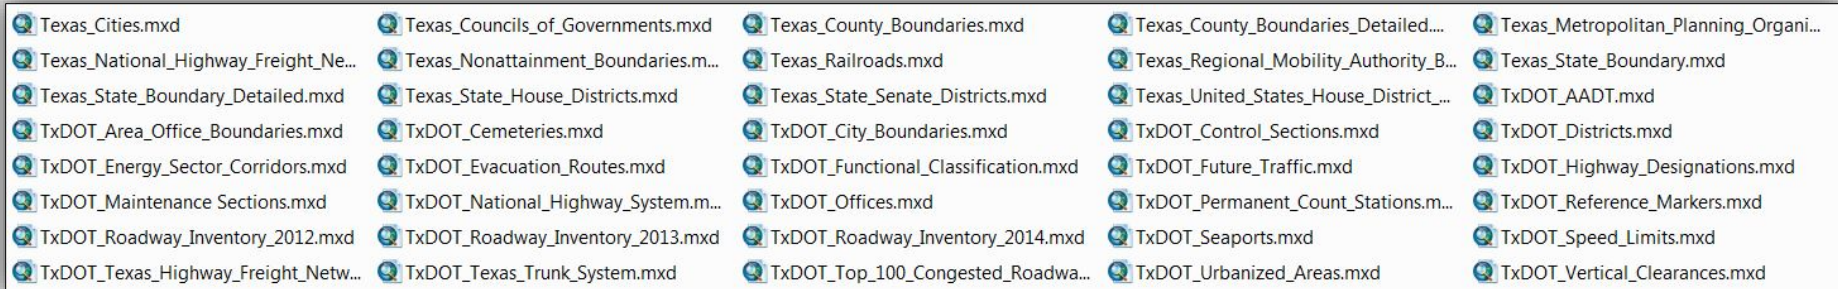 Texas_Cities.mxd Texas_Councils_of_Governments.mxd Texas_County_Boundaries.mxd Texas_County_Boundaries_Detailed.... Texas_Metropolitan_Planning_Organi...
Texas_National_Highway_Freight_Ne... Texas_Nonattainment_Boundaries.m... Texas_Railroads.mxd Texas_Regional_Mobility_Authority_B... Texas_State_Boundary.mxd
Texas_State_Boundary_Detailed.mxd Texas_State_House_Districts.mxd Texas_State_Senate_Districts.mxd Texas_United_States_House_District_... TxDOT_AADT.mxd
TxDOT_Area_Office_Boundaries.mxd TxDOT_Cemeteries.mxd TxDOT_City_Boundaries.mxd TxDOT_Control_Sections.mxd TxDOT_Districts.mxd
TxDOT_Energy_Sector_Corridors.mxd TxDOT_Evacuation_Routes.mxd TxDOT_Functional_Classification.mxd TxDOT_Future_Traffic.mxd TxDOT_Highway_Designations.mxd
TxDOT_Maintenance Sections.mxd TxDOT_National_Highway_System.m... TxDOT_Offices.mxd TxDOT_Permanent_Count_Stations.m... TxDOT_Reference_Markers.mxd
TxDOT_Roadway_Inventory_2012.mxd TxDOT_Roadway_Inventory_2013.mxd TxDOT_Roadway_Inventory_2014.mxd TxDOT_Seaports.mxd TxDOT_Speed_Limits.mxd
TxDOT_Texas_Highway_Freight_Netw... TxDOT_Texas_Trunk_System.mxd TxDOT_Top_100_Congested_Roadwa... TxDOT_Urbanized_Areas.mxd TxDOT_Vertical_Clearances.mxd